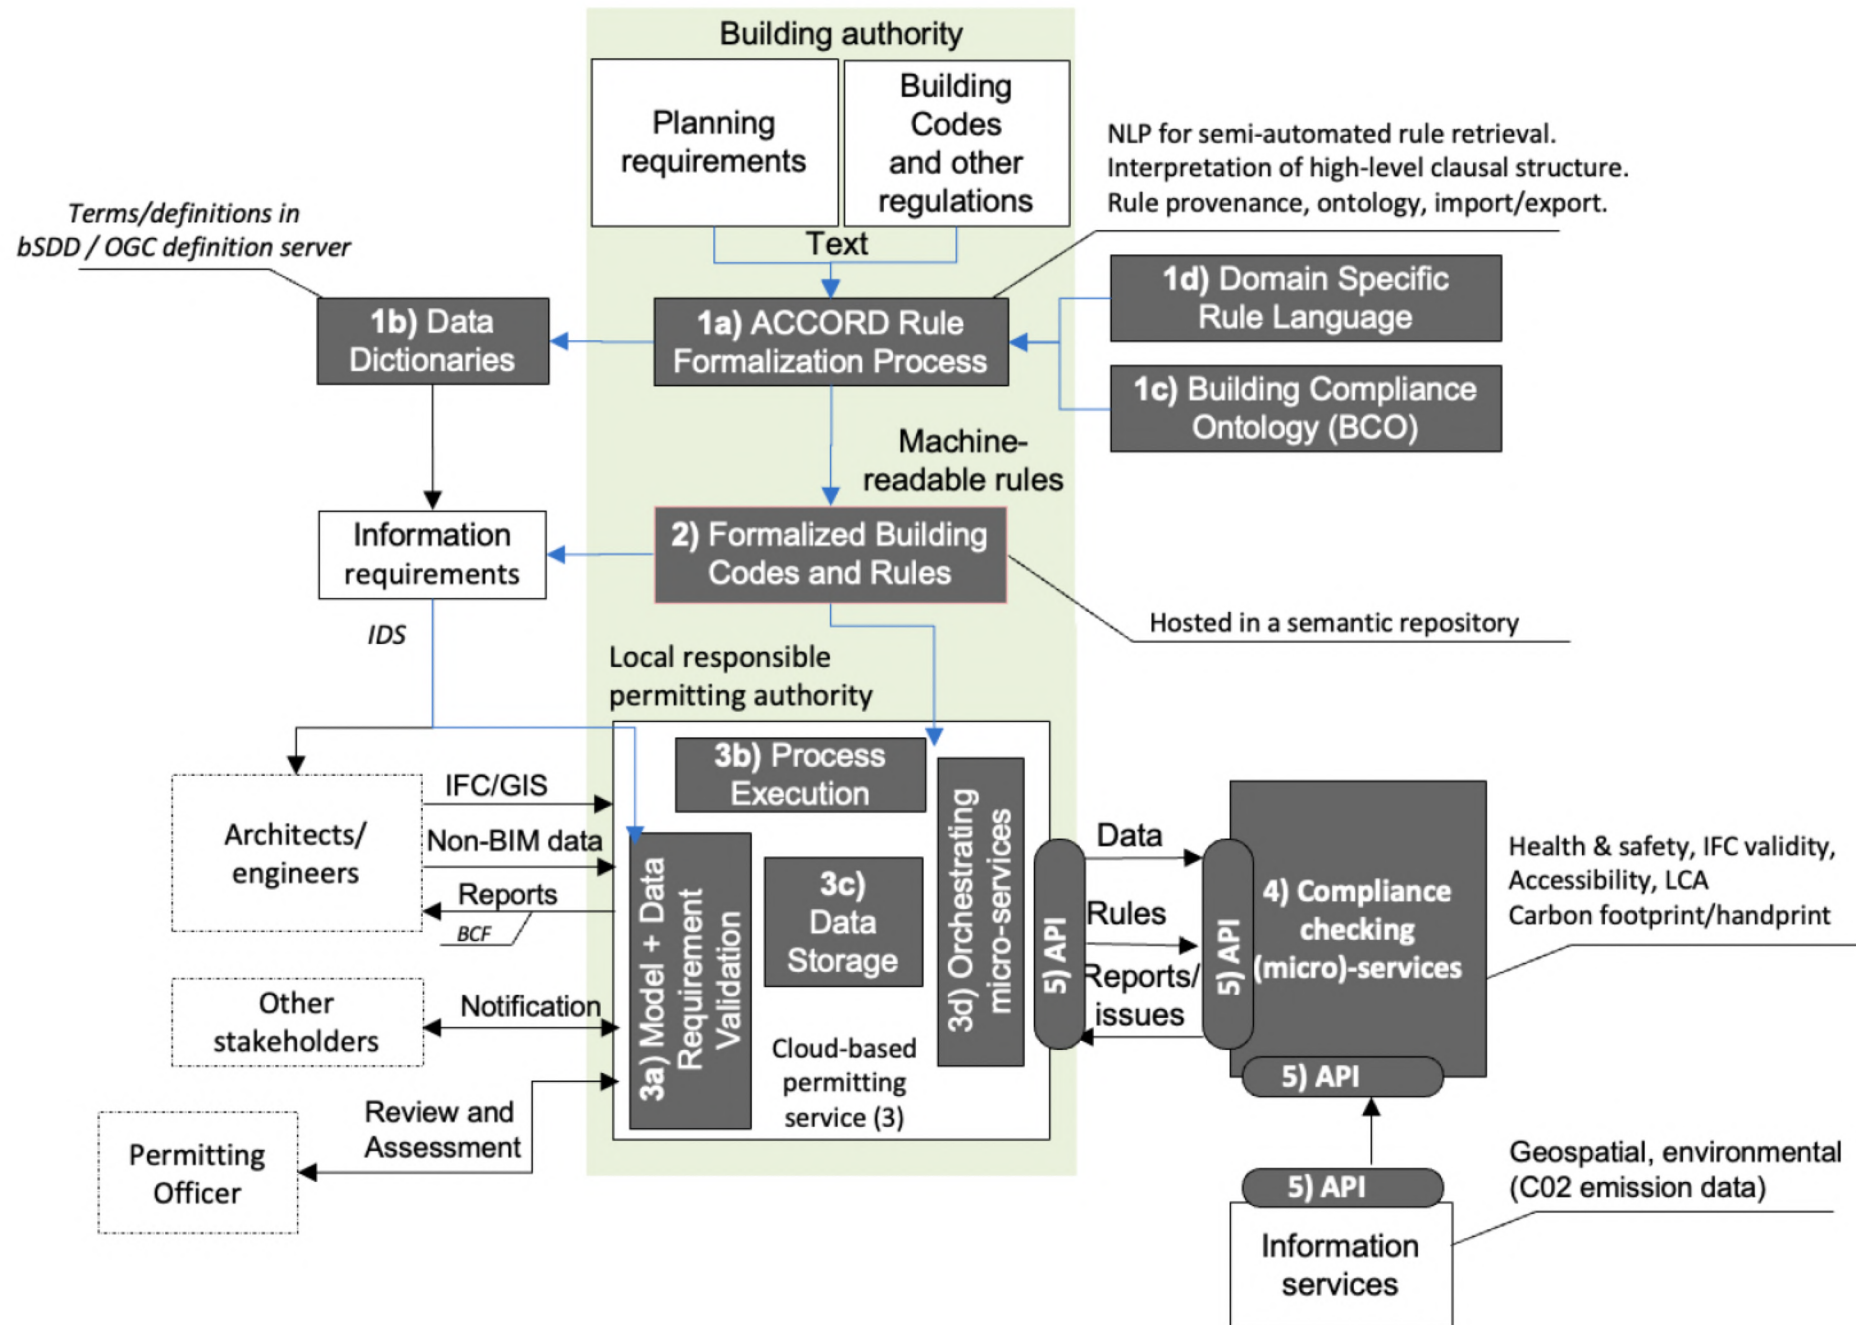 Building authority
Planning
requirements
Building
Codes
and other
regulations
Text
NLP for semi-automated rule retrieval.
Interpretation of high-level clausal structure.
Rule provenance, ontology, import/export.
Terms/definitions in
bSDD / OGC definition server
1b) Data
Dictionaries
1a) ACCORD Rule
Formalization Process
1d) Domain Specific
Rule Language
1c) Building Compliance
Ontology (BCO)
Machine-
readable rules
Information
requirements
2) Formalized Building
Codes and Rules
Hosted in a semantic repository
IDS
Local responsible
permitting authority
3b) Process
Execution
Architects/
engineers
IFC/GIS
Non-BIM data
Reports
BCF
3a) Model + Data
Requirement
Validation
3c)
Data
Storage
3d) Orchestrating
micro-services
Cloud-based
permitting
service (3)
Other
stakeholders
Notification
Permitting
Officer
Review and
Assessment
5) API
Data
Rules
Reports/
issues
5) API
4) Compliance
checking
(micro)-services
Health & safety, IFC validity,
Accessibility, LCA
Carbon footprint/handprint
5) API
5) API
Information
services
Geospatial, environmental
(C02 emission data)